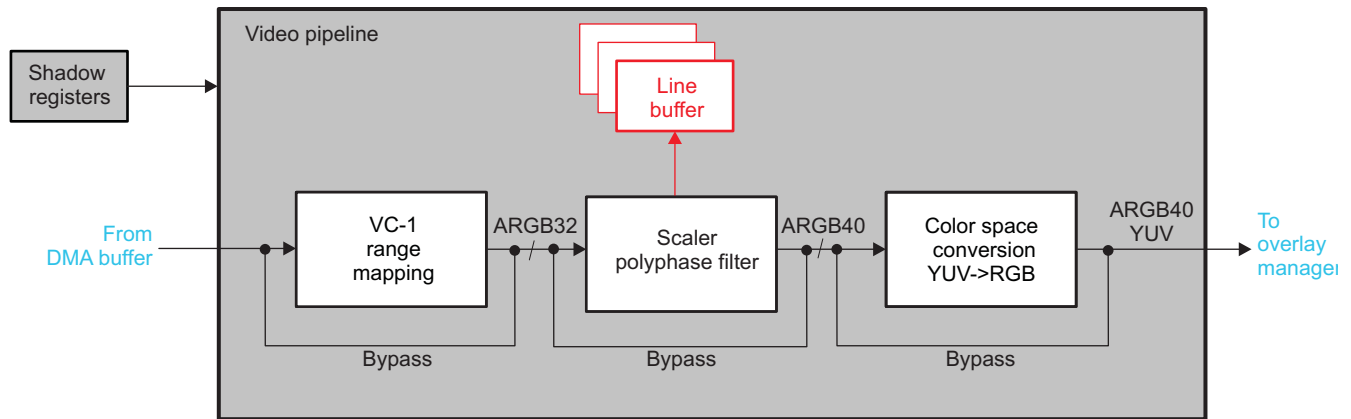 Video pipeline
Shadow
registers
Line
buffer
From
DMA buffer
VC-1
range
mapping
ARGB32
Scaler
polyphase filter
ARGB40
Color space
conversion
YUV->RGB
ARGB40
YUV
To
overlay
manager
Bypass
Bypass
Bypass